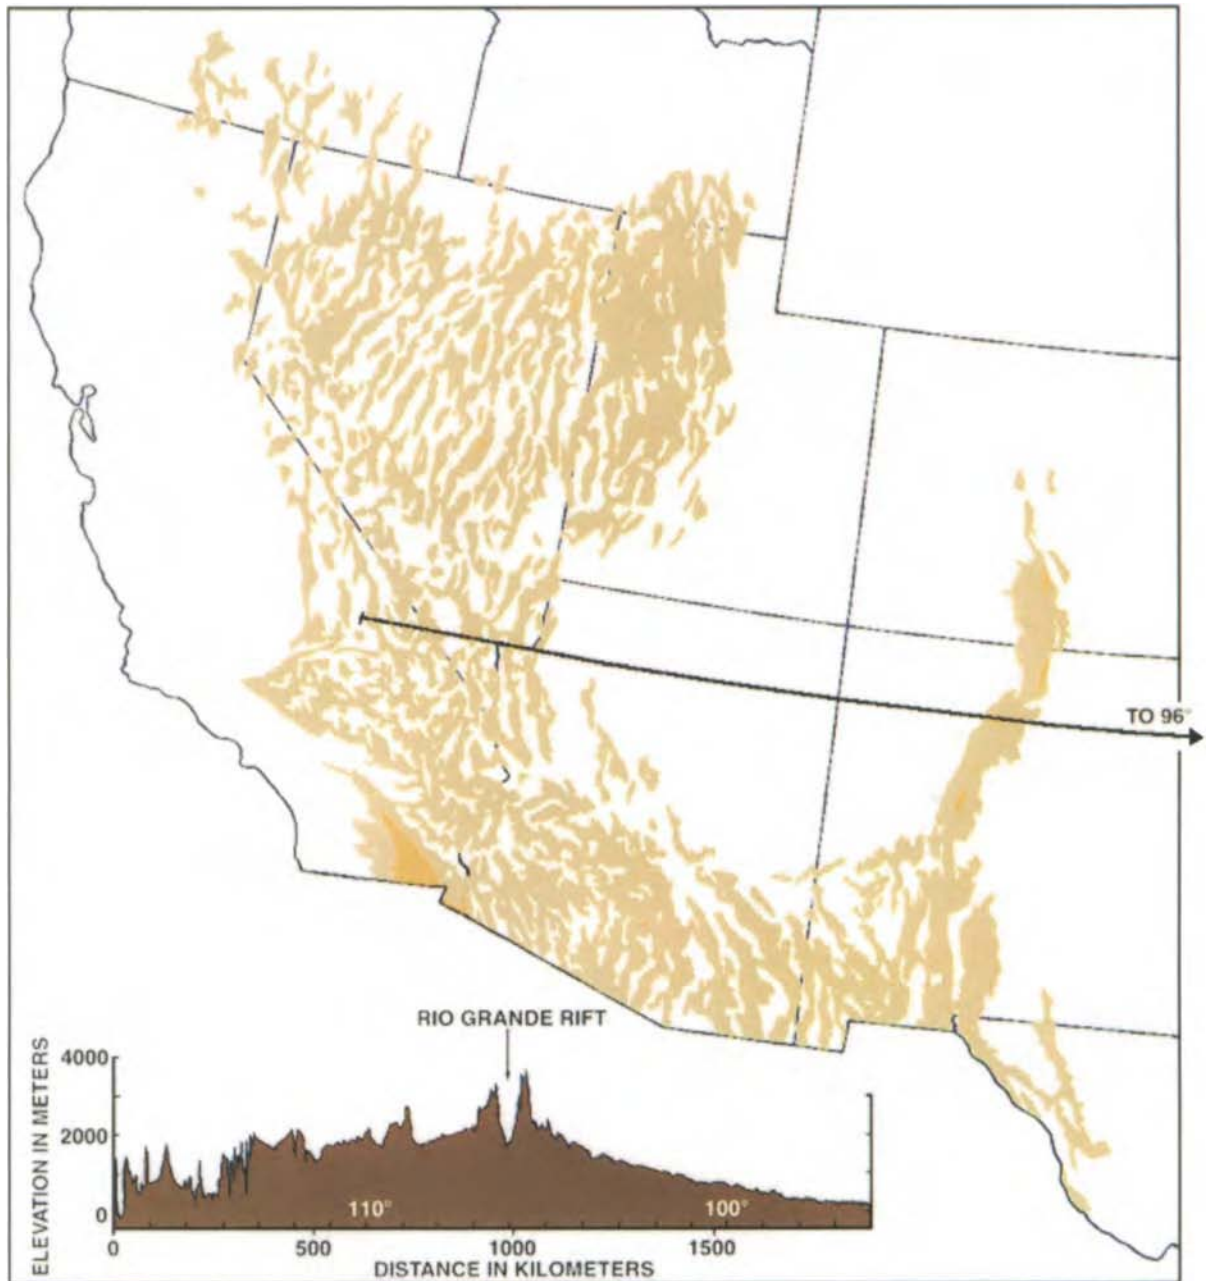 TO 96°
RIO GRANDE RIFT
ELEVATION IN METERS
4000
2000
0
110°
100°
0
500
1000
1500
DISTANCE IN KILOMETERS